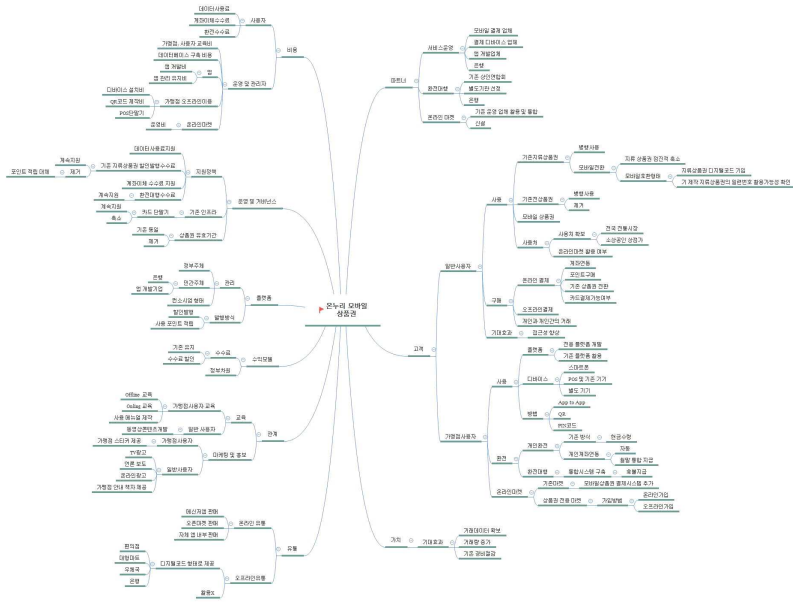 온누리 모바일
상품권
비용
사용자
데이터사용료
계좌이체수수료
환전수수료
운영 및 관리자
가맹점, 사용자 교육비
데이터베이스 구축 비용
앱
앱 개발비
앱 관리 유지비
가맹점 오프라인이용
디바이스 설치비
QR코드 제작비
POS단말기
온라인마켓
운영비
운영 및 거버넌스
지원정책
데이터사용료지원
기존 지류상품권 할인발행수수료
계속지원
제거
포인트 적립 대체
계좌이체 수수료 지원
환전대행수수료
계속지원
기존 인프라
카드 단말기
계속지원
축소
상품권 유효기간
기존 동일
제거
플랫폼
관리
정부주체
민간주체
은행
앱 개발기업
컨소시엄 형태
발행방식
할인발행
사용 포인트 적립
수익모델
수수료
기존 유지
수수료 할인
정부차원
관계
교육
가맹점사용자 교육
Offline 교육
Online 교육
사용 메뉴얼 제작
일반 사용자
동영상콘텐츠개발
마케팅 및 홍보
가맹점사용자
가맹점 스티커 제공
일반사용자
TV광고
언론 보도
온라인광고
가맹점 안내 책자 제공
유통
온라인 유통
메신저앱 판매
오픈마켓 판매
자체 앱 내부 판매
오프라인유통
디지털코드 형태로 제공
편의점
대형마트
우체국
은행
활용X
파트너
서비스운영
모바일 결제 업체
결제 디바이스 업체
앱 개발업체
은행
환전대행
기존 상인연합회
별도기관 선정
은행
온라인 마켓
기존 운영 업체 활용 및 통합
신설
고객
일반사용자
사용
기존지류상품권
병행사용
모바일전환
지류 상품권 점진적 축소
모바일호환형태
지류상품권 디지털코드 기입
기 제작 지류상품권의 일련번호 활용가능성 확인
기존전상품권
병행사용
제거
모바일 상품권
사용처
사용처 확보
전국 전통시장
소상공인 상점가
온라인마켓 활용 여부
구매
온라인 결제
계좌연동
포인트구매
기존 상품권 전환
카드결제가능여부
오프라인결제
개인과 개인간의 거래
기대효과
접근성 향상
가맹점사용자
사용
플랫폼
전용 플랫폼 개발
기존 플랫폼 활용
디바이스
스마트폰
POS 및 기존 기기
별도 기기
방법
App to App
QR
PIN코드
환전
개인환전
기존 방식
현금수령
개인계좌연동
자동
월말 통합 지급
환전대행
통합시스템 구축
호불지급
온라인마켓
기존마켓
모바일상품권 결제시스템 추가
상품권 전용 마켓
가입방법
온라인가입
오프라인가입
가치
기대효과
거래데이터 확보
거래량 증가
기존 경비절감